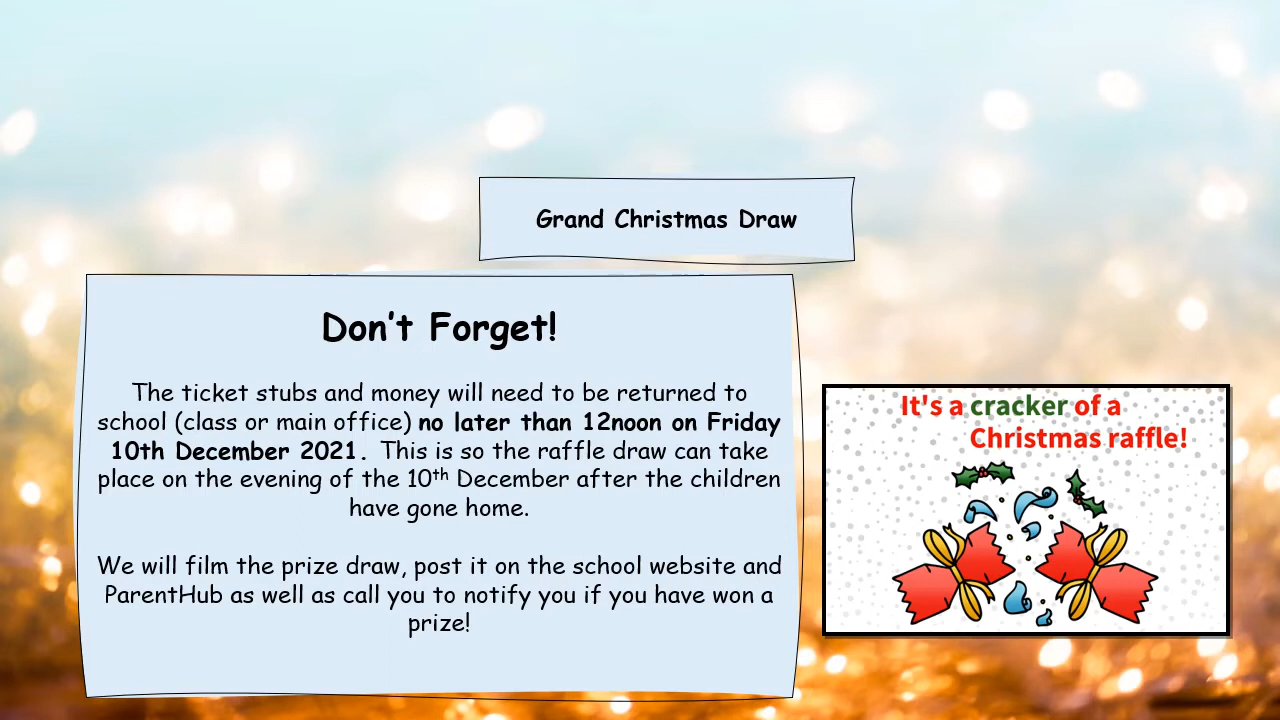 Grand Christmas Draw
Don't Forget!
The ticket stubs and money will need to be returned to
school (class or main office) no later than 12noon on Friday
10th December 2021. This is so the raffle draw can take
place on the evening of the 10th December after the children
have gone home.
We will film the prize draw, post it on the school website and
ParentHub as well as call you to notify you if you have won a
prize!
It's a cracker of a
Christmas raffle!